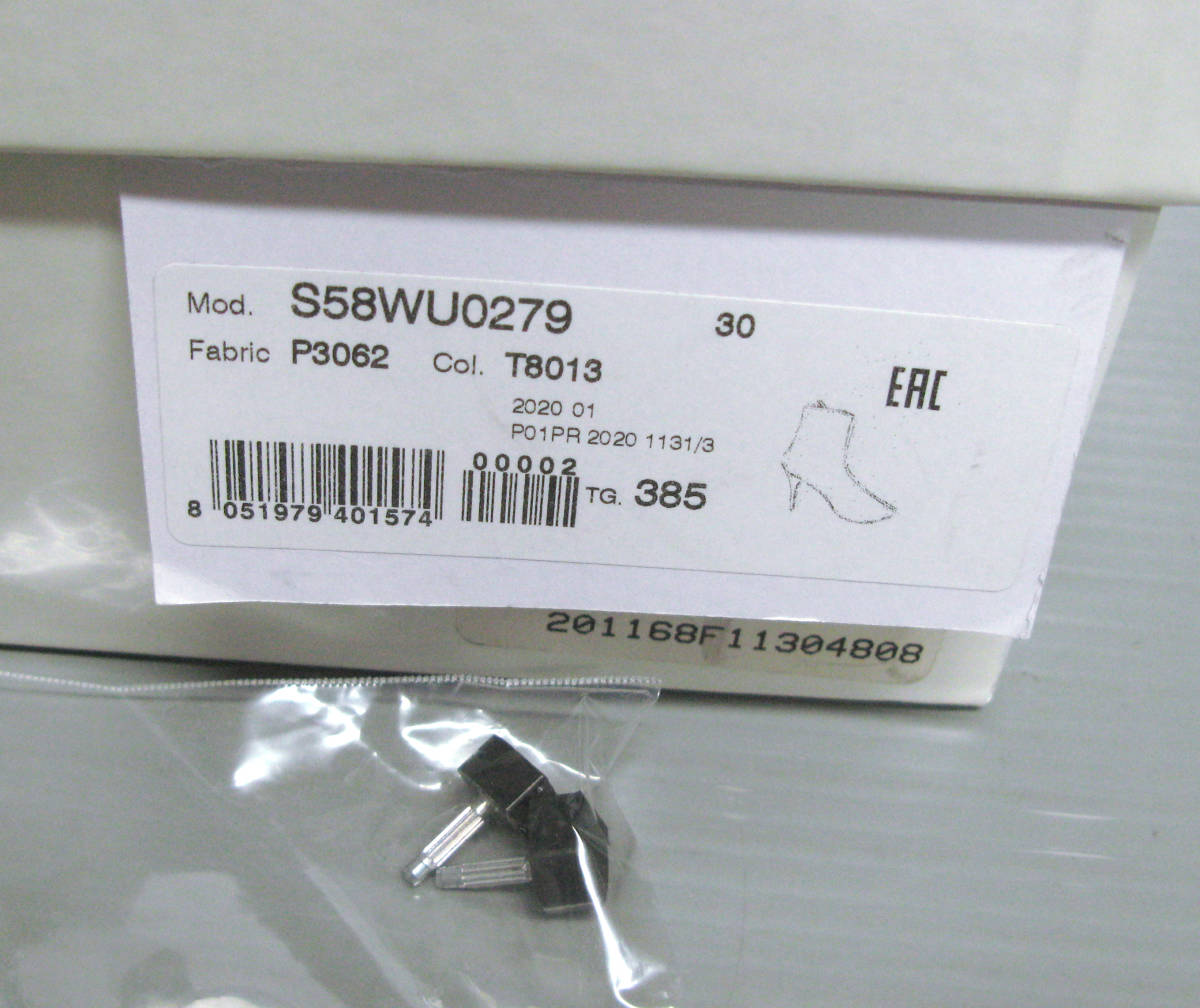 Mod. S58WU0279 30
Fabric P3062 Col. T8013
EAC
2020 01
P01PR 2020 1131/3
00002
TG. 385
8 051979 401574
201168F11304808